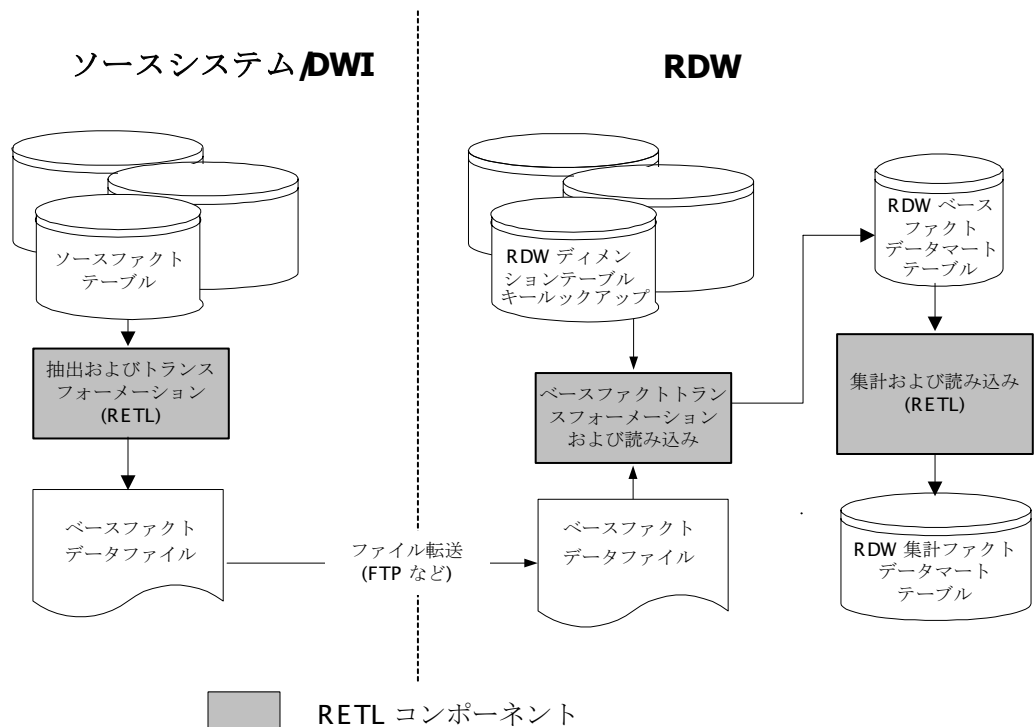 ソースシステム/DWI
RDW
ソースファクト
テーブル
抽出およびトランス
フォーメーション
(RETL)
ベースファクト
データファイル
ファイル転送
(FTP など)
RDW ディメン
ションテーブル
キールックアップ
ベースファクトトラン
スフォーメーション
および読み込み
ベースファクト
データファイル
RDW ベース
ファクト
データマート
テーブル
集計および読み込み
(RETL)
RDW 集計ファクト
データマート
テーブル
RETL コンポーネント